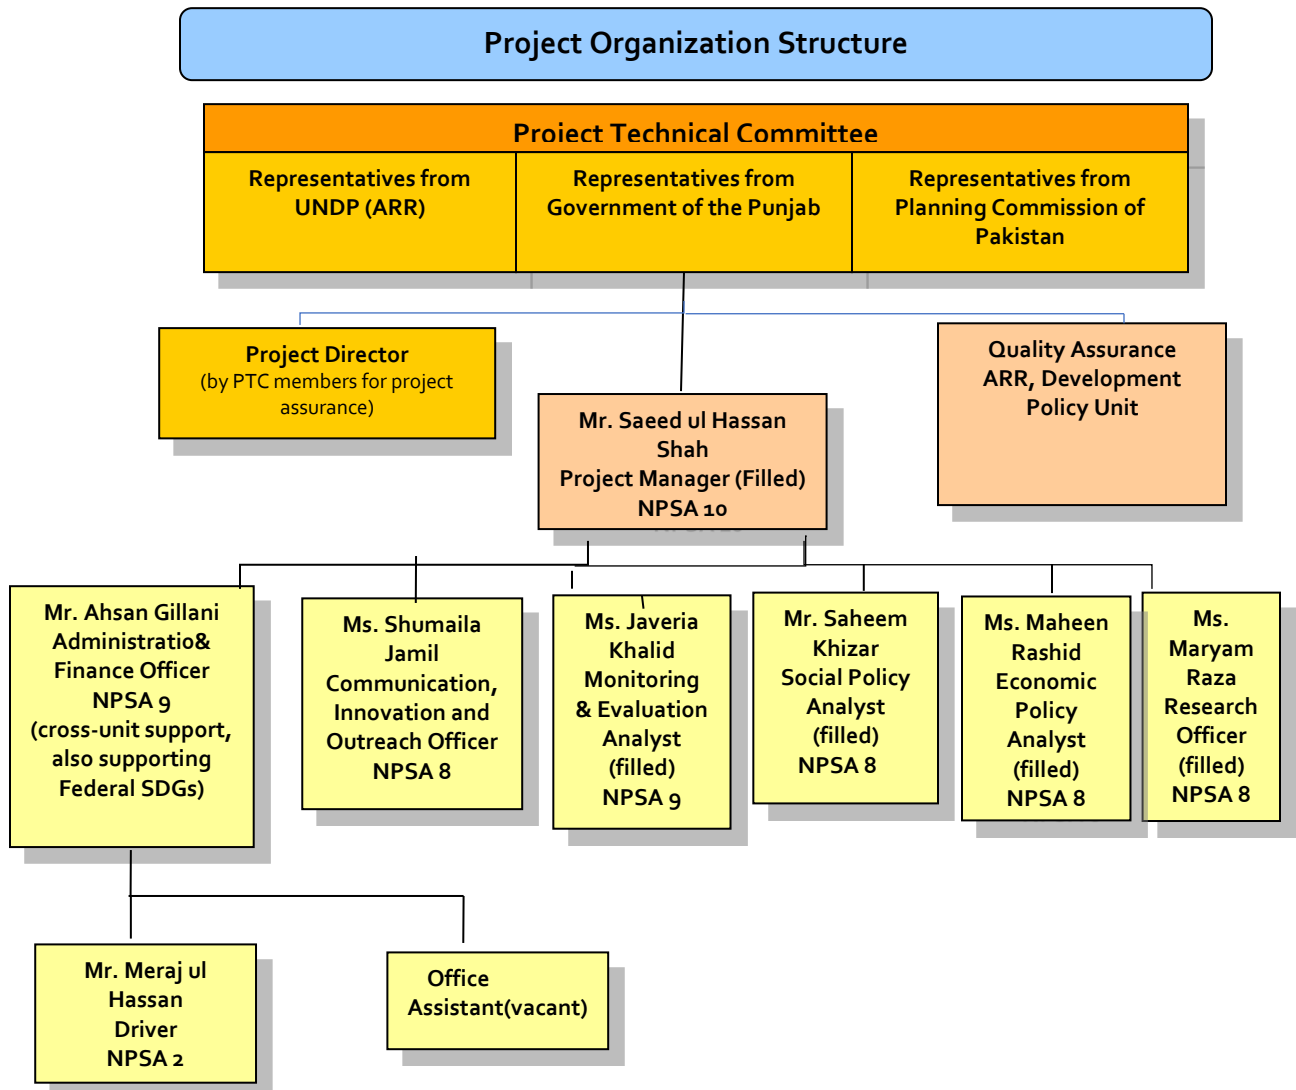 Project Organization Structure
Project Technical Committee
Representatives from
UNDP (ARR)
Representatives from
Government of the Punjab
Representatives from
Planning Commission of
Pakistan
Project Director
(by PTC members for project
assurance)
Quality Assurance
ARR, Development
Policy Unit
Mr. Saeed ul Hassan
Shah
Project Manager (Filled)
NPSA 10
Mr. Ahsan Gillani
Administratio&
Finance Officer
NPSA 9
(cross-unit support,
also supporting
Federal SDGs)
Ms. Shumaila
Jamil
Communication,
Innovation and
Outreach Officer
NPSA 8
Ms. Javeria
Khalid
Monitoring
& Evaluation
Analyst
(filled)
NPSA 9
Mr. Saheem
Khizar
Social Policy
Analyst
(filled)
NPSA 8
Ms. Maheen
Rashid
Economic
Policy
Analyst
(filled)
NPSA 8
Ms.
Maryam
Raza
Research
Officer
(filled)
NPSA 8
Mr. Meraj ul
Hassan
Driver
NPSA 2
Office
Assistant(vacant)